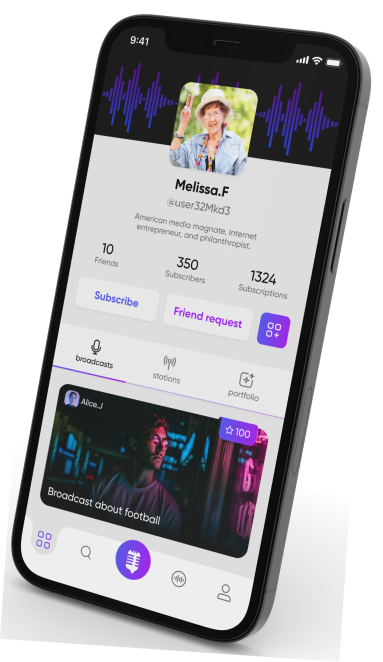 9:41
Melissa.F
@user32Mkd3
American media magnate, internet
entrepreneur, and philanthropist.
10
Friends
350
Subscribers
1324
Subscriptions
Subscribe
Friend request
broadcasts
stations
portfolio
Alice.J
100
Broadcast about football